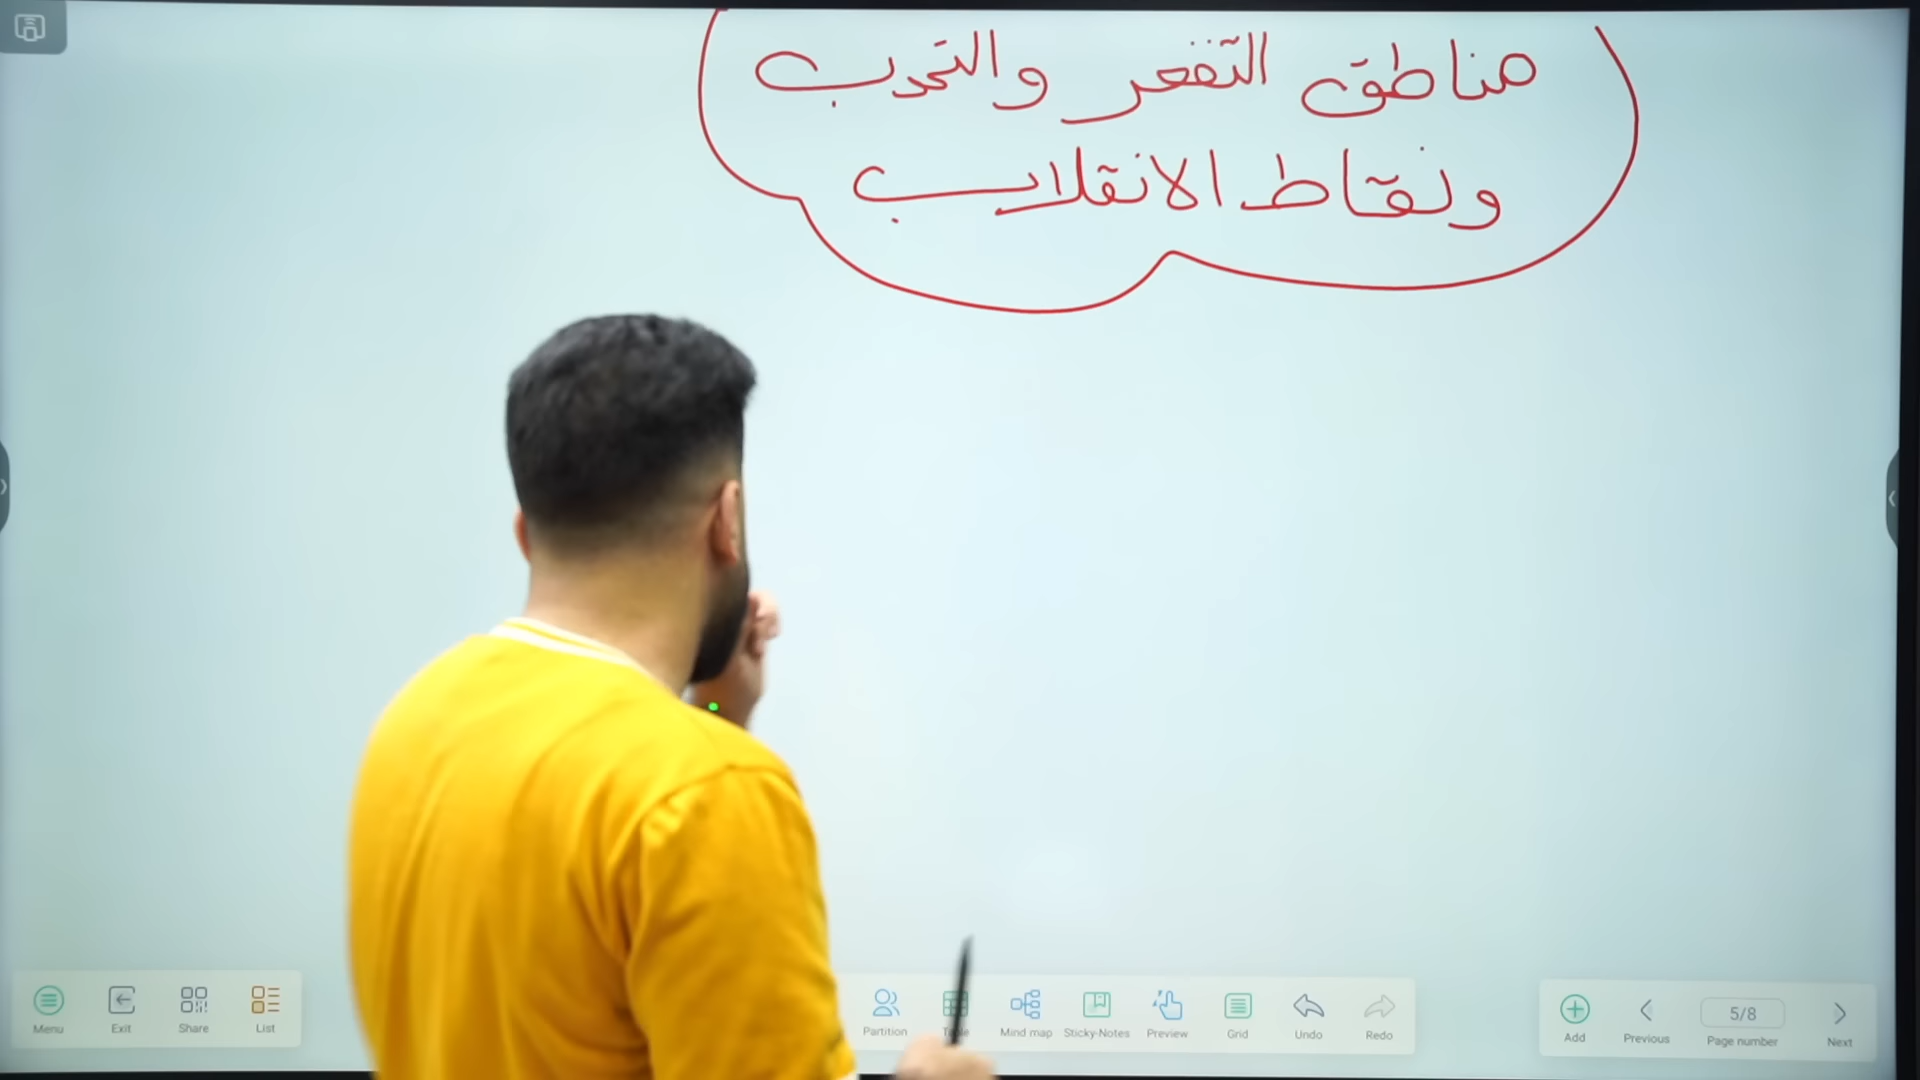 مناطق التقعر والتحدب
ونقاط الانقلاب
Menu
Exit
Share
List
Partition
Table
Mind map
Sticky-Notes
Preview
Grid
Undo
Redo
Add
Previous
5/8
Page number
Next